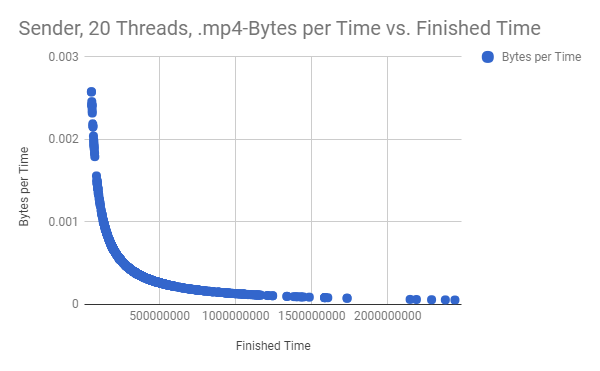 Sender, 20 Threads, .mp4-Bytes per Time vs. Finished Time
Bytes per Time
0.003
0.002
0.001
0
Bytes per Time
500000000 1000000000 1500000000 2000000000
Finished Time